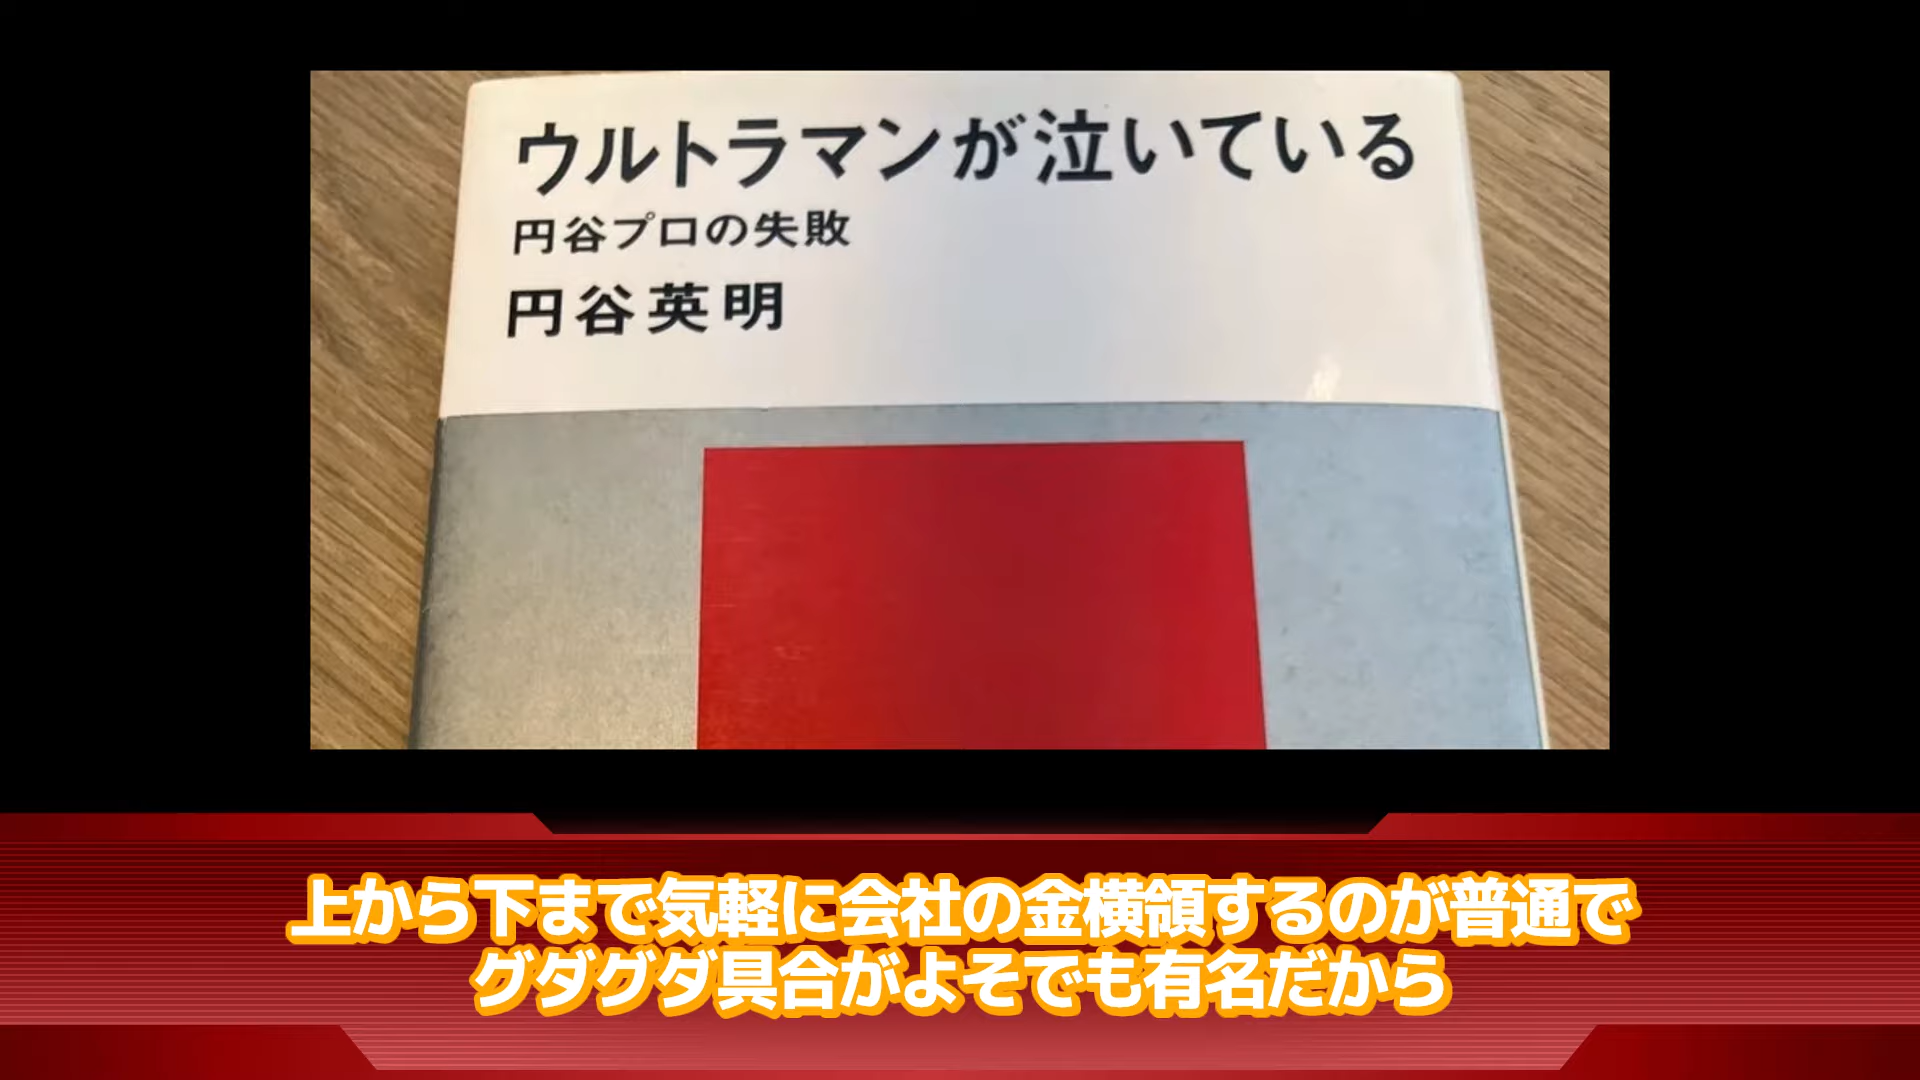 ウルトラマンが泣いている
円谷プロの失敗
円谷英明
上から下まで気軽に会社の金横領するのが普通で
グダグダ具合がよそでも有名だから